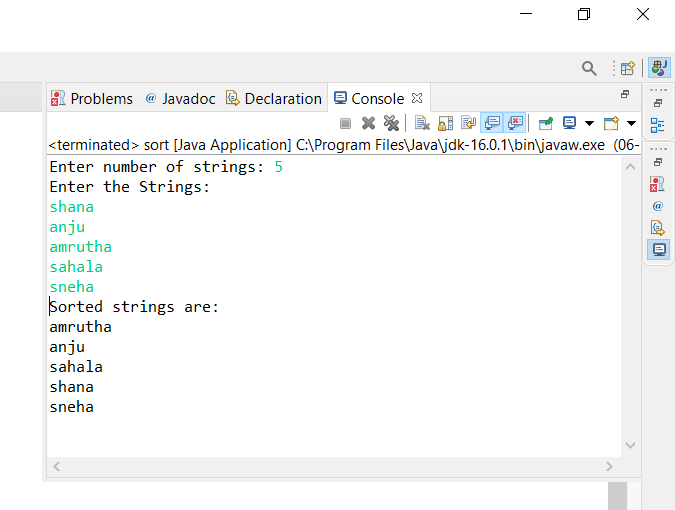 Problems @ Javadoc Declaration Console
<terminated> sort [Java Application] C:\Program Files\Java\jdk-16.0.1\bin\javaw.exe (06-
Enter number of strings: 5
Enter the Strings:
shana
anju
amrutha
sahala
sneha
Sorted strings are:
amrutha
anju
sahala
shana
sneha